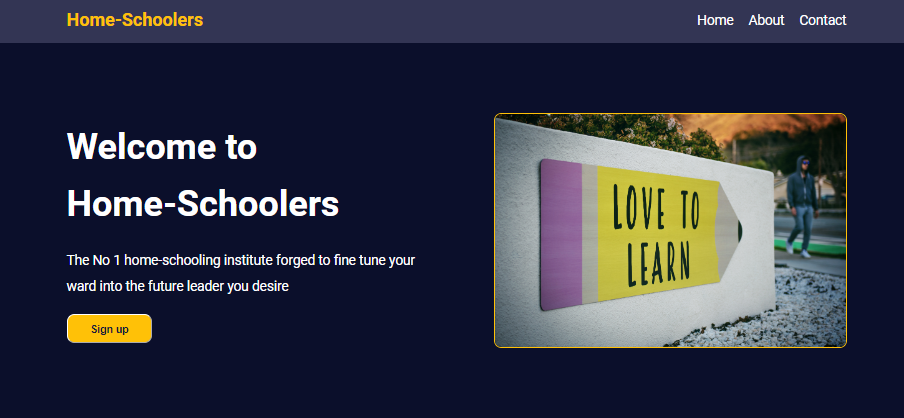 Home-Schoolers
Home About Contact
Welcome to
Home-Schoolers
The No 1 home-schooling institute forged to fine tune your
ward into the future leader you desire
Sign up
LOVE TO
LEARN